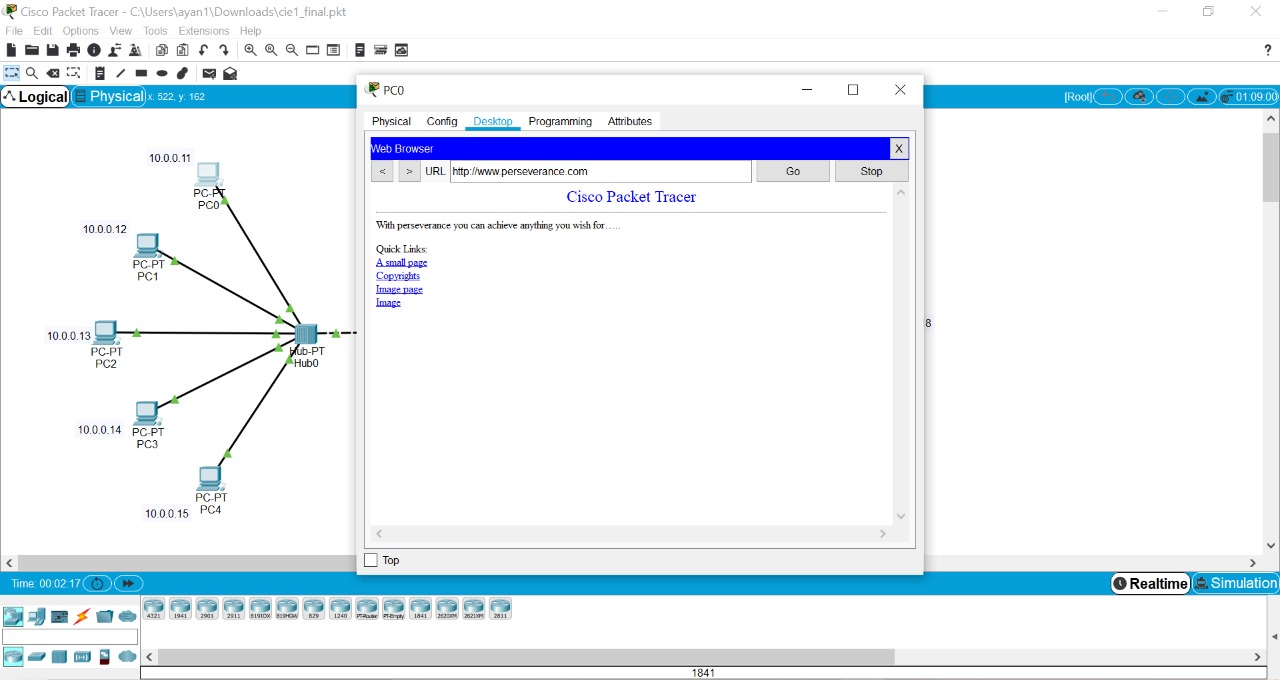 Cisco Packet Tracer - C:\Users\ayan1\Downloads\cie1_final.pkt
File Edit Options View Tools Extensions Help
?
Logical Physical x: 522, y: 162
[Root] 01:09:00
PC0
Physical Config Desktop Programming Attributes
Web Browser X
< > URL http://www.perseverance.com Go Stop
Cisco Packet Tracer
With perseverance you can achieve anything you wish for.....
Quick Links:
A small page
Copyrights
Image page
Image
Top
10.0.0.11
PC-PT
PC0
10.0.0.12
PC-PT
PC1
10.0.0.13
PC-PT
PC2
Hub-PT
Hub0
8
10.0.0.14
PC-PT
PC3
PC-PT
PC4
10.0.0.15
Time: 00:02:17
Realtime Simulation
4321 1941 2901 2911 819IOX 819HGW 829 1240 PT-Router PT-Empty 1841 2620XM 2621XM 2811
1841